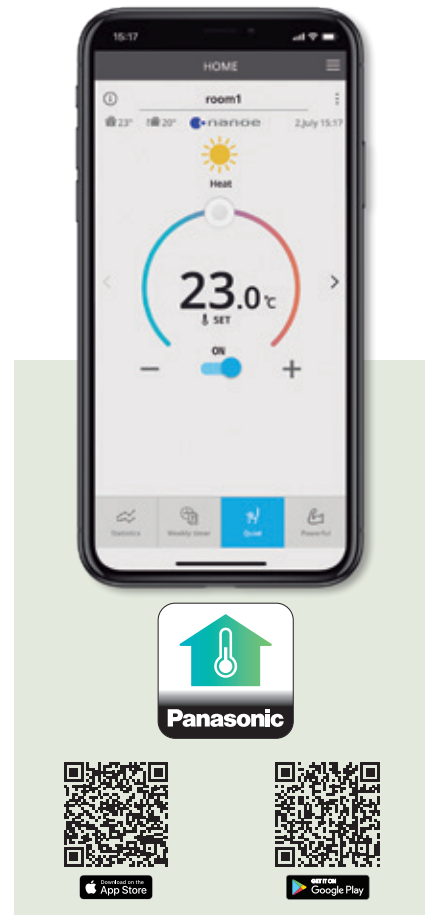 15:17
HOME
room1
23° 20° nanoe 2.July 15:17
Heat
23.0℃
SET
ON
− +
Statistics Weekly timer Quiet Powerful
Panasonic
Download on the
App Store
GET IT ON
Google Play